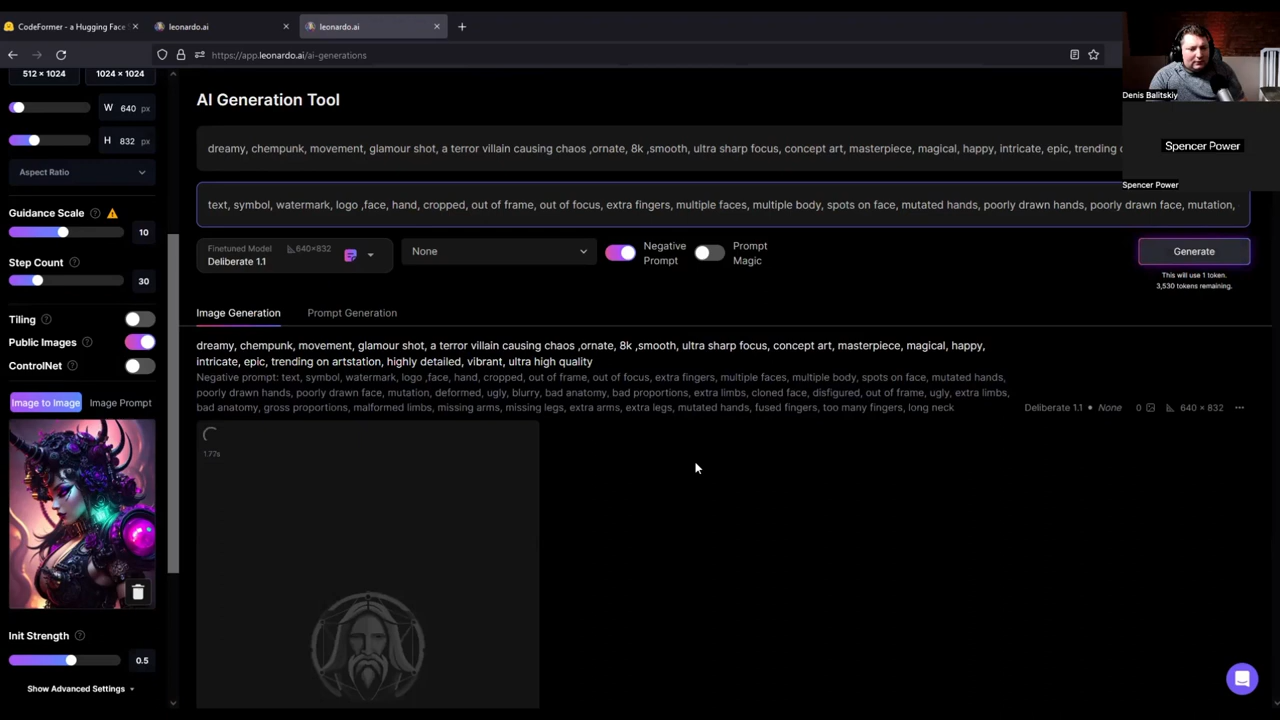 CodeFormer - a Hugging Face
leonardo.ai
leonardo.ai
https://app.leonardo.ai/ai-generations
Denis Balitskiy
Spencer Power
Spencer Power
512 × 1024
1024 × 1024
W 640 px
H 832 px
Aspect Ratio
Guidance Scale
10
Step Count
30
Tiling
Public Images
ControlNet
Image to Image
Image Prompt
Init Strength
0.5
Show Advanced Settings
AI Generation Tool
dreamy, chempunk, movement, glamour shot, a terror villain causing chaos ,ornate, 8k ,smooth, ultra sharp focus, concept art, masterpiece, magical, happy, intricate, epic, trending
text, symbol, watermark, logo ,face, hand, cropped, out of frame, out of focus, extra fingers, multiple faces, multiple body, spots on face, mutated hands, poorly drawn hands, poorly drawn face, mutation,
Finetuned Model
640×832
Deliberate 1.1
None
Negative Prompt
Prompt Magic
Generate
This will use 1 token.
3,530 tokens remaining.
Image Generation
Prompt Generation
dreamy, chempunk, movement, glamour shot, a terror villain causing chaos ,ornate, 8k ,smooth, ultra sharp focus, concept art, masterpiece, magical, happy,
intricate, epic, trending on artstation, highly detailed, vibrant, ultra high quality
Negative prompt: text, symbol, watermark, logo ,face, hand, cropped, out of frame, out of focus, extra fingers, multiple faces, multiple body, spots on face, mutated hands,
poorly drawn hands, poorly drawn face, mutation, deformed, ugly, blurry, bad anatomy, bad proportions, extra limbs, cloned face, disfigured, out of frame, ugly, extra limbs,
bad anatomy, gross proportions, malformed limbs, missing arms, missing legs, extra arms, extra legs, mutated hands, fused fingers, too many fingers, long neck
Deliberate 1.1 • None
0
640 × 832
1.77s